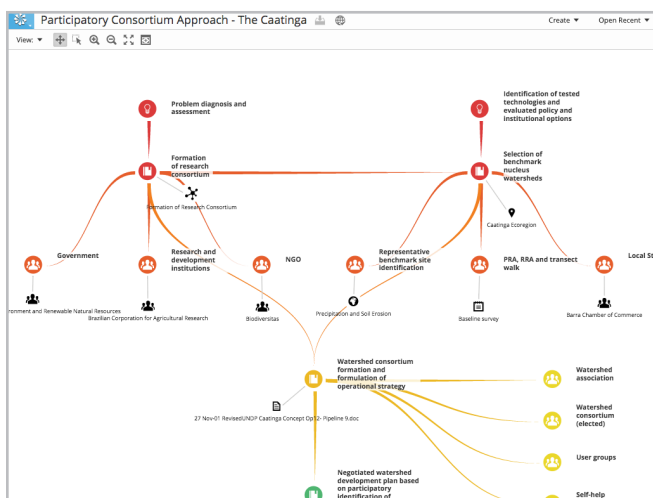 Participatory Consortium Approach - The Caatinga
Create ▼
Open Recent ▼
View: ▼
Problem diagnosis and
assessment
Identification of tested
technologies and
evaluated policy and
institutional options
Formation
of research
consortium
Selection of
benchmark
nucleus
watersheds
Formation of Research Consortium
Caatinga Ecoregion
Government
Research and
development
institutions
NGO
Representative
benchmark site
identification
PRA, RRA and transect
walk
Local St
ronment and Renewable Natural Resources
Brazilian Corporation for Agricultural Research
Biodiversitas
Precipitation and Soil Erosion
Baseline survey
Barra Chamber of Commerce
Watershed consortium
formation and
formulation of
operational strategy
27 Nov-01 RevisedUNDP Caatinga Concept Op12- Pipeline 9.doc
Watershed
association
Watershed
consortium
(elected)
User groups
Self-help
Negotiated watershed
development plan based
on participatory
identification of